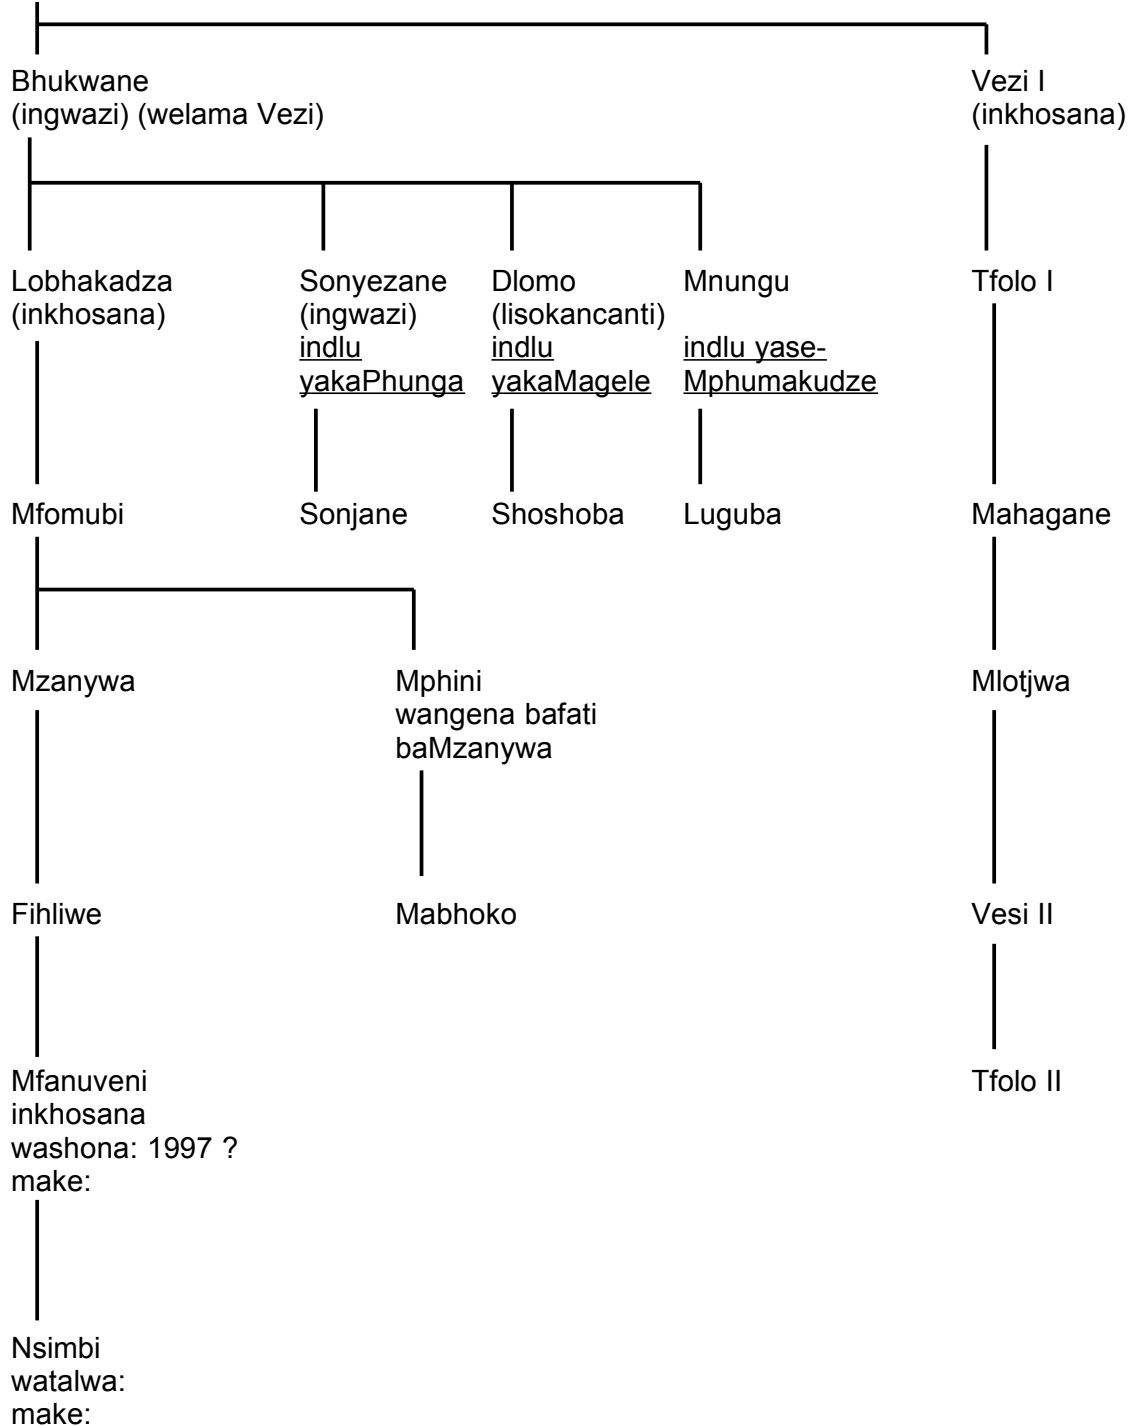 Bhukwane
(ingwazi) (welama Vezi)
Vezi I
(inkhosana)
Lobhakadza
(inkhosana)
Sonyezane
(ingwazi)
indlu
yakaPhunga
Dlomo
(lisokancanti)
indlu
yakaMagele
Mnungu
indlu yase-
Mphumakudze
Tfolo I
Mfomubi
Sonjane
Shoshoba
Luguba
Mahagane
Mzanywa
Mphini
wangena bafati
baMzanywa
Mlotjwa
Fihliwe
Mabhoko
Vesi II
Mfanuveni
inkhosana
washona: 1997 ?
make:
Tfolo II
Nsimbi
watalwa:
make: